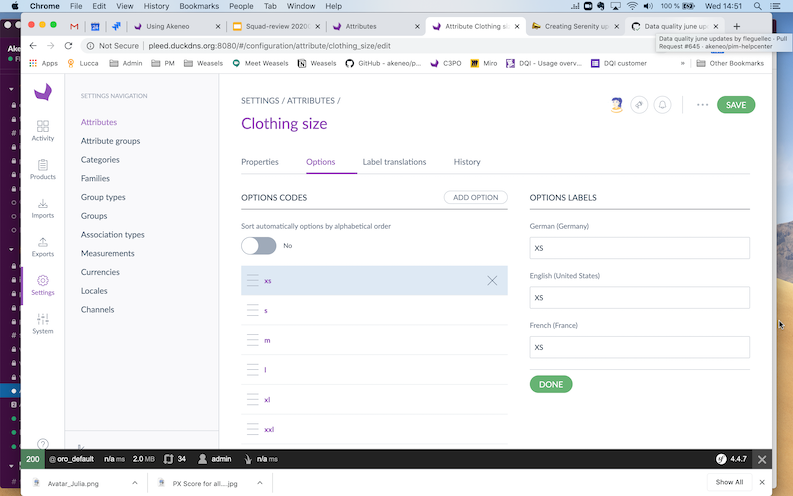 Chrome File Edit View History Bookmarks People Tab Window Help 100 % Wed 14:51
Using Akeneo
Squad-review 2020
Attributes
Attribute Clothing si
Creating Serenity up
Data quality june up
Not Secure pleed.duckdns.org:8080/#/configuration/attribute/clothing_size/edit
Data quality june updates by fleguellec · Pull
Request #645 · akeneo/pim-helpcenter
Apps Lucca Admin PM Weasels Meet Weasels Weasels GitHub - akeneo/p... C3PO Miro DQI - Usage overv... DQI customer » Other Bookmarks
Ake
SETTINGS NAVIGATION
Attributes
Attribute groups
Categories
Families
Group types
Groups
Association types
Measurements
Currencies
Locales
Channels
Activity
Products
Imports
Exports
Settings
System
SETTINGS / ATTRIBUTES /
SAVE
Clothing size
Properties Options Label translations History
OPTIONS CODES
ADD OPTION
Sort automatically options by alphabetical order
No
xs
s
m
l
xl
xxl
OPTIONS LABELS
German (Germany)
XS
English (United States)
XS
French (France)
XS
DONE
200 @ oro_default n/a ms 2.0 MB 34 admin n/a ms 4.4.7
Avatar_Julia.png
PX Score for all....jpg
Show All